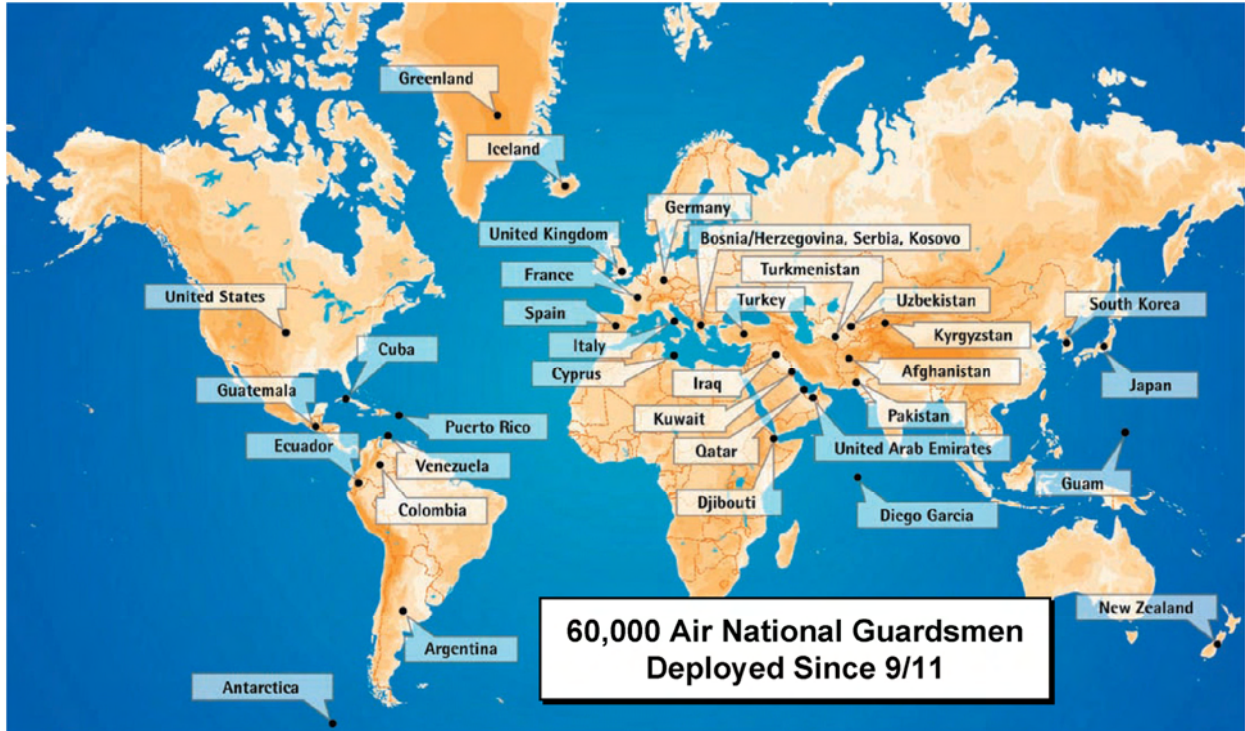 Greenland
Iceland
Germany
United Kingdom
Bosnia/Herzegovina, Serbia, Kosovo
France
Turkmenistan
United States
Turkey
Uzbekistan
South Korea
Spain
Kyrgyzstan
Italy
Cuba
Cyprus
Iraq
Afghanistan
Japan
Guatemala
Kuwait
Pakistan
Puerto Rico
Ecuador
Qatar
United Arab Emirates
Venezuela
Guam
Djibouti
Colombia
Diego Garcia
New Zealand
60,000 Air National Guardsmen
Deployed Since 9/11
Argentina
Antarctica